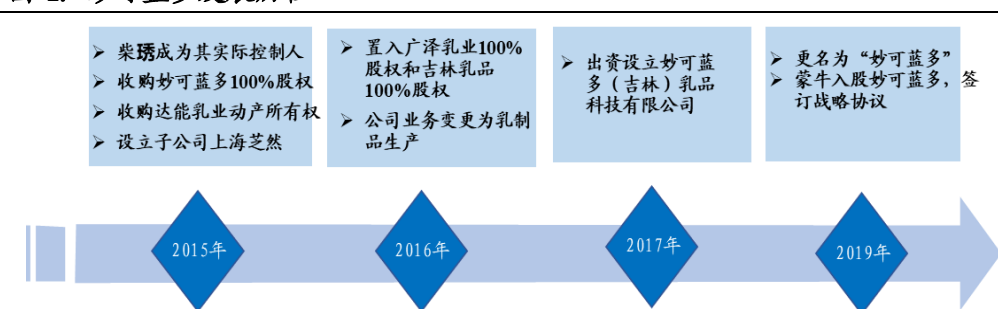 ➢ 柴琇成为其实际控制人
➢ 收购妙可蓝多100%股权
➢ 收购达能乳业动产所有权
➢ 设立子公司上海芝然
➢ 置入广泽乳业100%
股权和吉林乳品
100%股权
➢ 公司业务变更为乳制
品生产
➢ 出资设立妙可蓝
多（吉林）乳品
科技有限公司
➢ 更名为“妙可蓝多”
➢ 蒙牛入股妙可蓝多，签
订战略协议
2015年
2016年
2017年
2019年